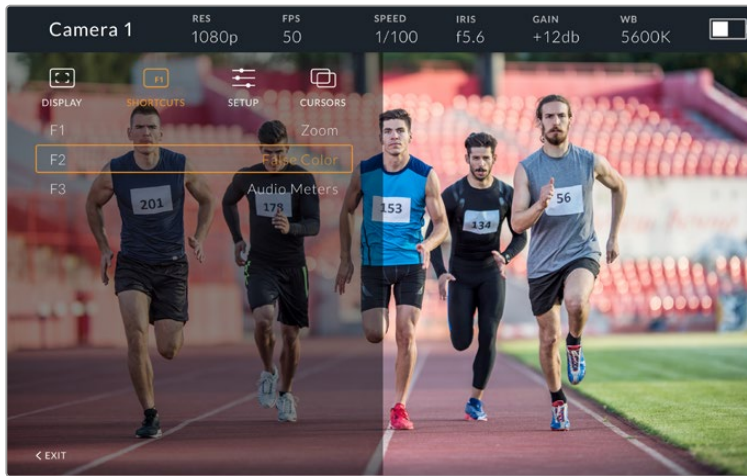 Camera 1
RES FPS SPEED IRIS GAIN WB
1080p 50 1/100 f5.6 +12db 5600K
F1
DISPLAY SHORTCUTS SETUP CURSORS
F1 Zoom
F2 False Color
F3 Audio Meters
201 178 153 134 56
< EXIT